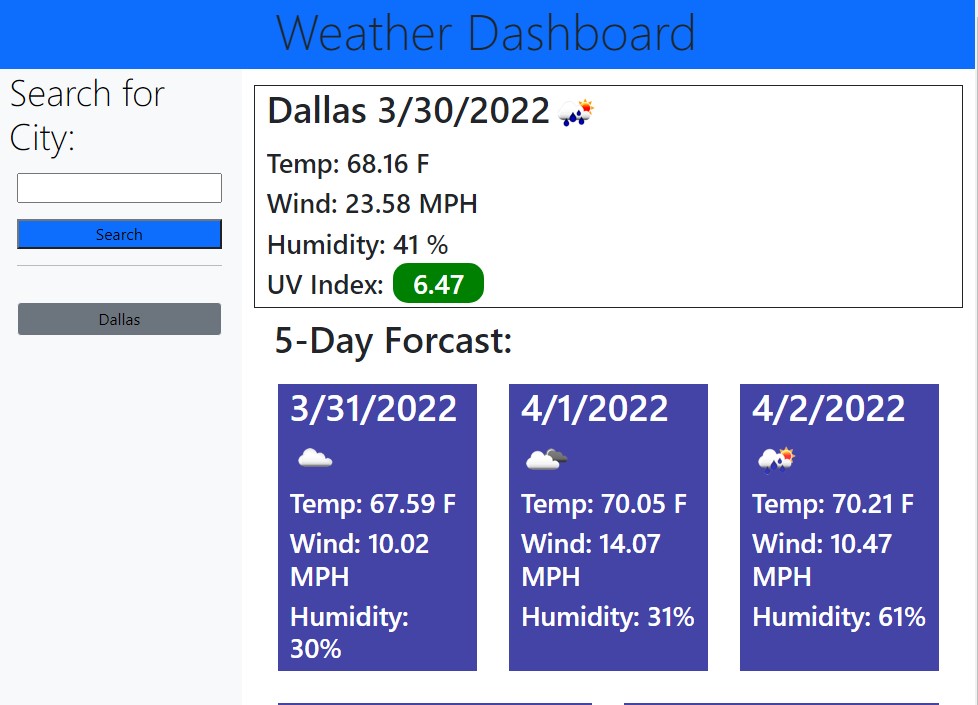 Weather Dashboard
Search for
City:
Search
Dallas
Dallas 3/30/2022
Temp: 68.16 F
Wind: 23.58 MPH
Humidity: 41 %
UV Index: 6.47
5-Day Forcast:
3/31/2022
Temp: 67.59 F
Wind: 10.02
MPH
Humidity:
30%
4/1/2022
Temp: 70.05 F
Wind: 14.07
MPH
Humidity: 31%
4/2/2022
Temp: 70.21 F
Wind: 10.47
MPH
Humidity: 61%